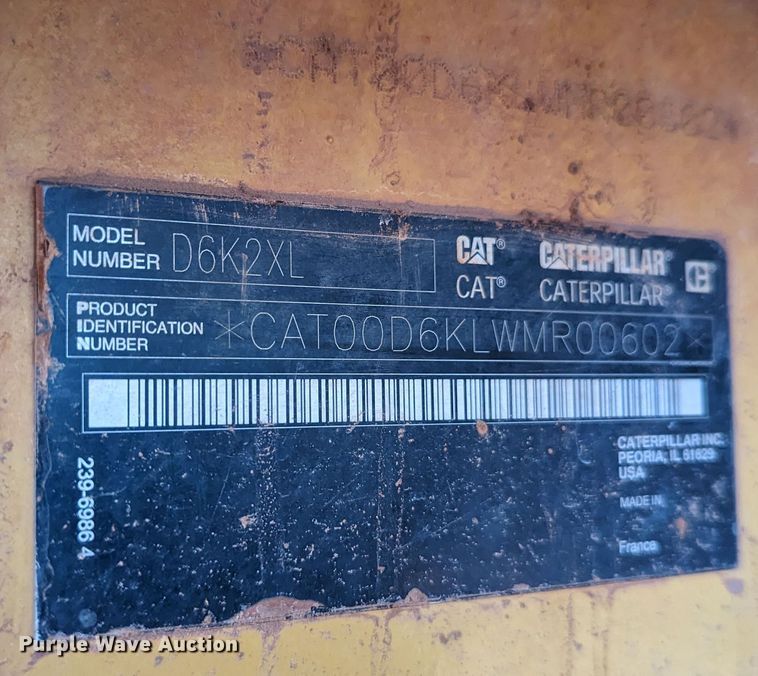 *CAT00D6KLWMR00602*
MODEL NUMBER D6K2XL
CAT® CATERPILLAR®
CAT® CATERPILLAR®
PRODUCT IDENTIFICATION NUMBER *CAT00D6KLWMR00602*
CATERPILLAR INC.
PEORIA, IL 61629
USA
MADE IN
France
239-6986 4
Purple Wave Auction